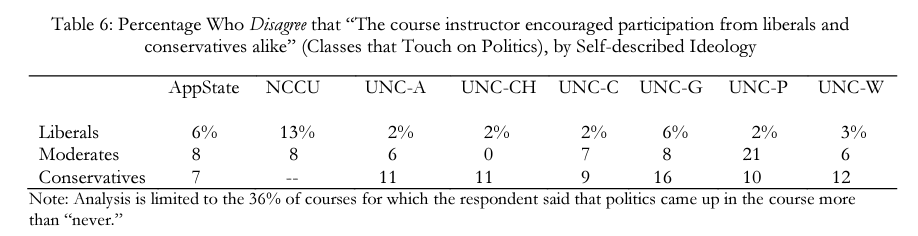 Table 6: Percentage Who Disagree that “The course instructor encouraged participation from liberals and
conservatives alike” (Classes that Touch on Politics), by Self-described Ideology
AppState NCCU UNC-A UNC-CH UNC-C UNC-G UNC-P UNC-W
Liberals 6% 13% 2% 2% 2% 6% 2% 3%
Moderates 8 8 6 0 7 8 21 6
Conservatives 7 -- 11 11 9 16 10 12
Note: Analysis is limited to the 36% of courses for which the respondent said that politics came up in the course more
than “never.”